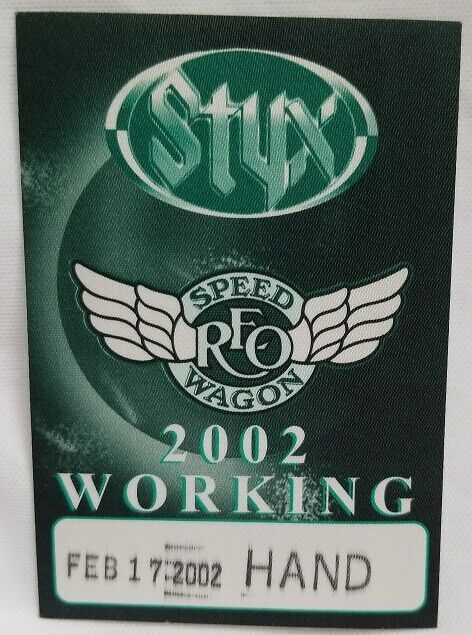 Styx
SPEED
REO
WAGON
2002
WORKING
FEB 17 2002 HAND